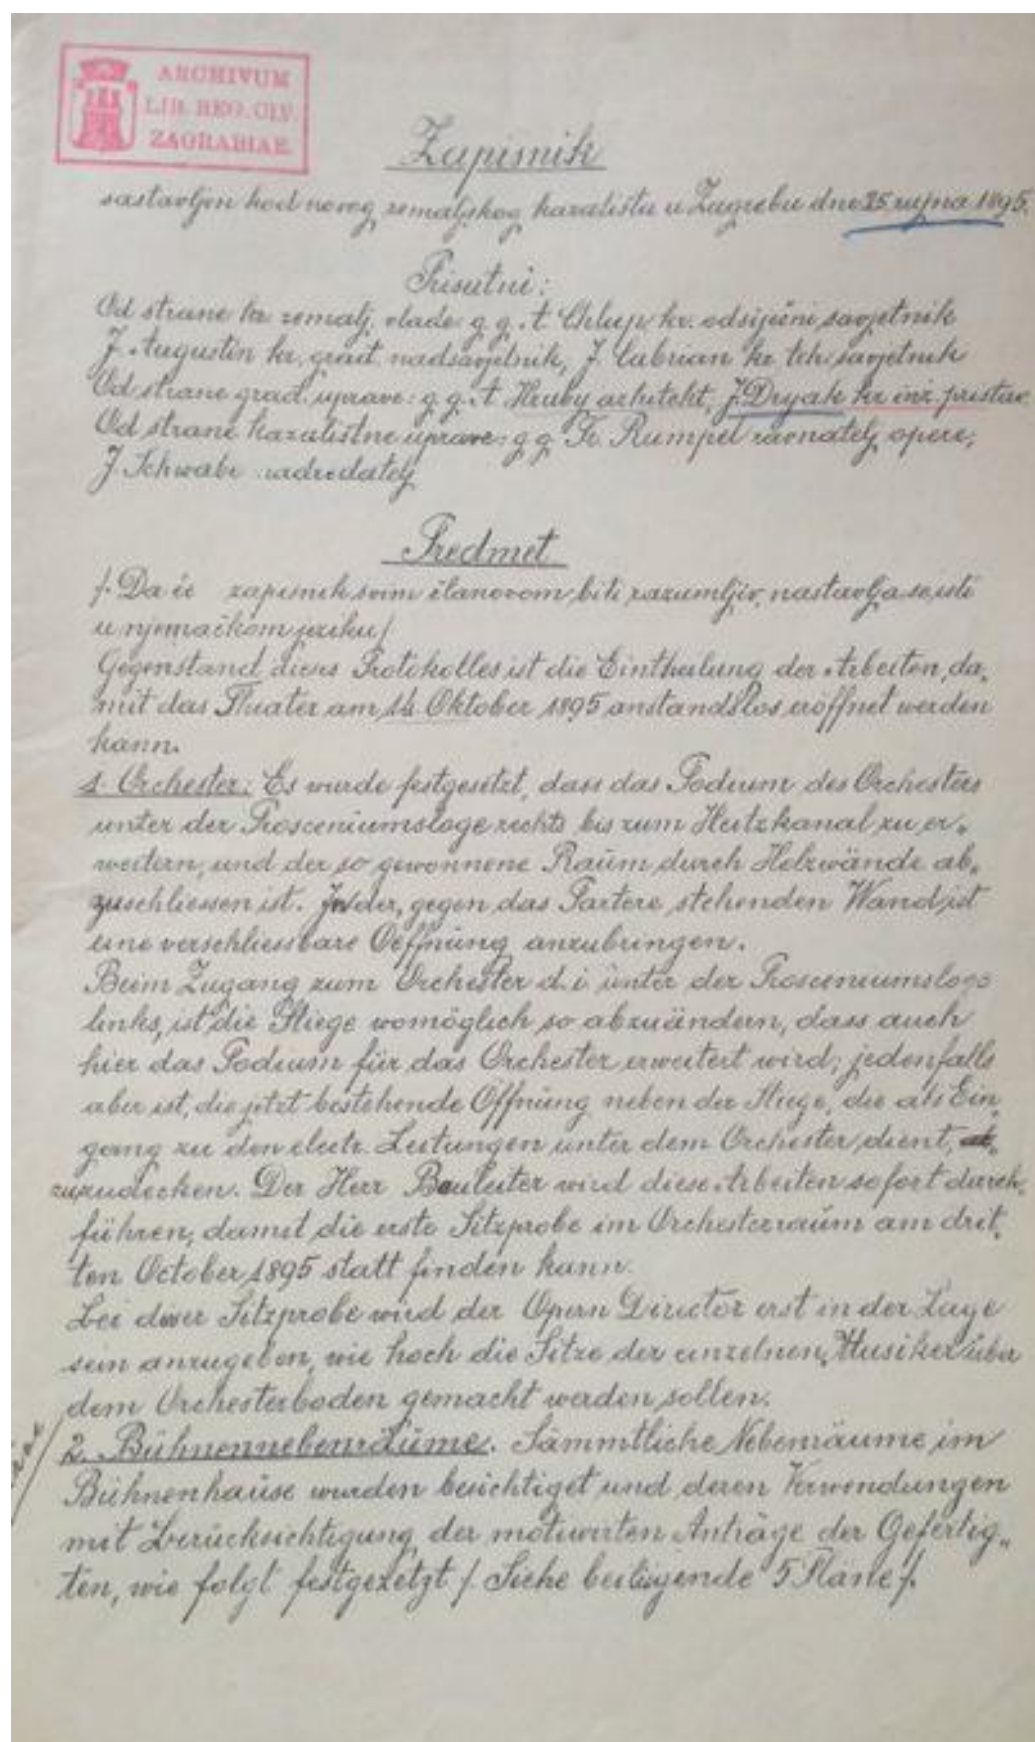 ARCHIVUM
LIB. REG. CIV.
ZAGRABIAE
Zapisnik
sastavljen kod novog zemaljskog kazališta u Zagrebu dne 25 rujna 1895.
Prisutni:
Od strane kr zemalj. vlade: g. g. A Chlup kr. odsječni savjetnik
J. Augustin kr. grad. nadsavjetnik, J. Cabrian kr tch. savjetnik
Od strane grad. uprave: g. g. A Hruby arhitekt, J. Dryak kr inž. pristav
Od strane kazalištne uprave: g g. Fr. Rumpel ravnatelj opere,
J. Schwabe nadredatelj
Predmet
/. Da će zapisnik svim članovom biti razumljiv, nastavlja se isti
u njemačkom jeziku/
Gegenstand dieses Protokolles ist die Eintheilung der Arbeiten, da„
mit das Theater am 14 Oktober 1895 anstandslos eröffnet werden
kann.
1. Orchester: Es wurde festgesetzt, dass das Podium des Orchesters
unter der Prosceniumsloge rechts bis zum Heitzkanal zu er„
weitern, und der so gewonnene Raum durch Holzwände ab„
zuschliessen ist. In der, gegen das Partere stehenden Wand ist
eine verschliessbare Oeffnung anzubringen.
Beim Zugang zum Orchester d. i. unter der Prosceniumsloge
links, ist die Stiege womöglich so abzuändern, dass auch
hier das Podium für das Orchester erweitert wird; jedenfalls
aber ist, die jetzt bestehende Öffnung neben der Stiege, die als Ein„
gang zu den electr. Leitungen unter dem Orchester dient,
zuzudecken. Der Herr Bauleiter wird diese Arbeiten sofort durch„
führen, damit die erste Sitzprobe im Orchesterraum am drit„
ten October 1895 statt finden kann.
Bei dieser Sitzprobe wird der Opern Director erst in der Lage
sein anzugeben, wie hoch die Sitze der einzelnen Musiker über
dem Orchesterboden gemacht werden sollen.
2. Bühnennebenräume. Sämmtliche Nebenräume im
Bühnenhause wurden besichtiget und deren Verwendungen
mit Berücksichtigung der motivirten Anträge der Gefertig„
ten, wie folgt festgesetzt /. Siehe beiliegende 5 Pläne /.